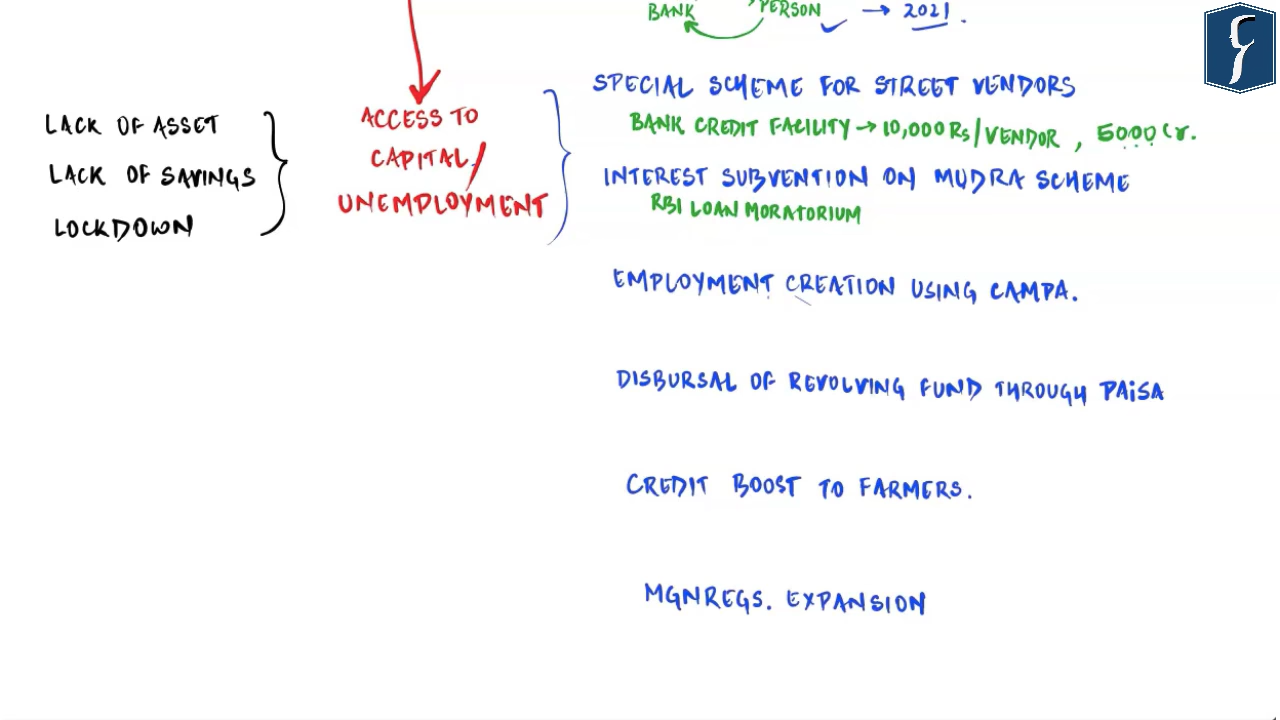 BANK PERSON → 2021.
SPECIAL SCHEME FOR STREET VENDORS
BANK CREDIT FACILITY → 10,000 Rs/VENDOR, 5000 Cr.
INTEREST SUBVENTION ON MUDRA SCHEME
RBI LOAN MORATORIUM
LACK OF ASSET
LACK OF SAVINGS
LOCKDOWN
ACCESS TO
CAPITAL/
UNEMPLOYMENT
EMPLOYMENT CREATION USING CAMPA.
DISBURSAL OF REVOLVING FUND THROUGH PAiSA
CREDIT BOOST TO FARMERS.
MGNREGS. EXPANSION